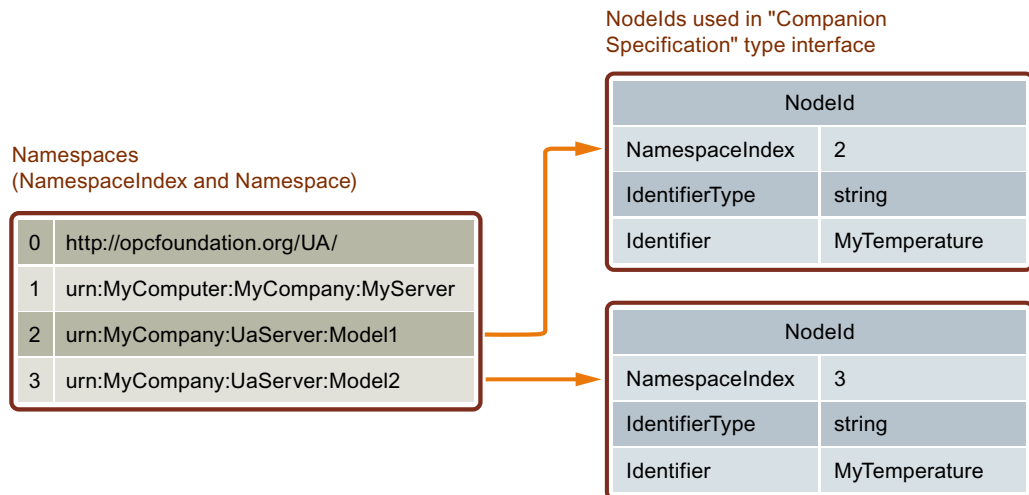 NodeIds used in "Companion
Specification" type interface
Namespaces
(NamespaceIndex and Namespace)
0 http://opcfoundation.org/UA/
1 urn:MyComputer:MyCompany:MyServer
2 urn:MyCompany:UaServer:Model1
3 urn:MyCompany:UaServer:Model2
NodeId
NamespaceIndex 2
IdentifierType string
Identifier MyTemperature
NodeId
NamespaceIndex 3
IdentifierType string
Identifier MyTemperature